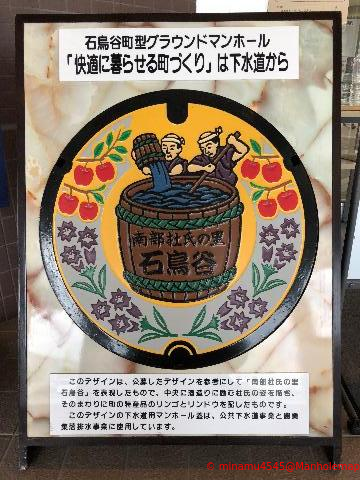 石鳥谷町型グラウンドマンホール
「快適に暮らせる町づくり」は下水道から
南部杜氏の里
石鳥谷
このデザインは、公募したデザインを参考にして「南部杜氏の里
石鳥谷」を表現したもので、中央に酒造りに励む杜氏の姿を描き、
そのまわりに町の特産品のリンゴとリンドウを配したものです。
このデザインの下水道用マンホール蓋は、公共下水道事業と農業
集落排水事業に使用しています。